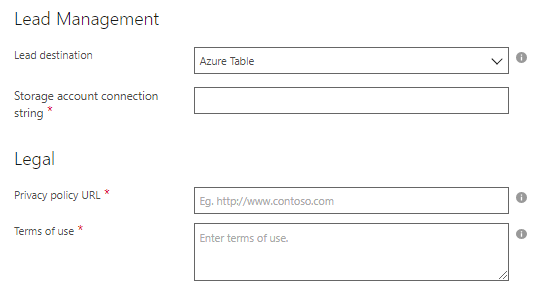 Lead Management
Lead destination
Azure Table
Storage account connection
string *
Legal
Privacy policy URL *
Eg. http://www.contoso.com
Terms of use *
Enter terms of use.